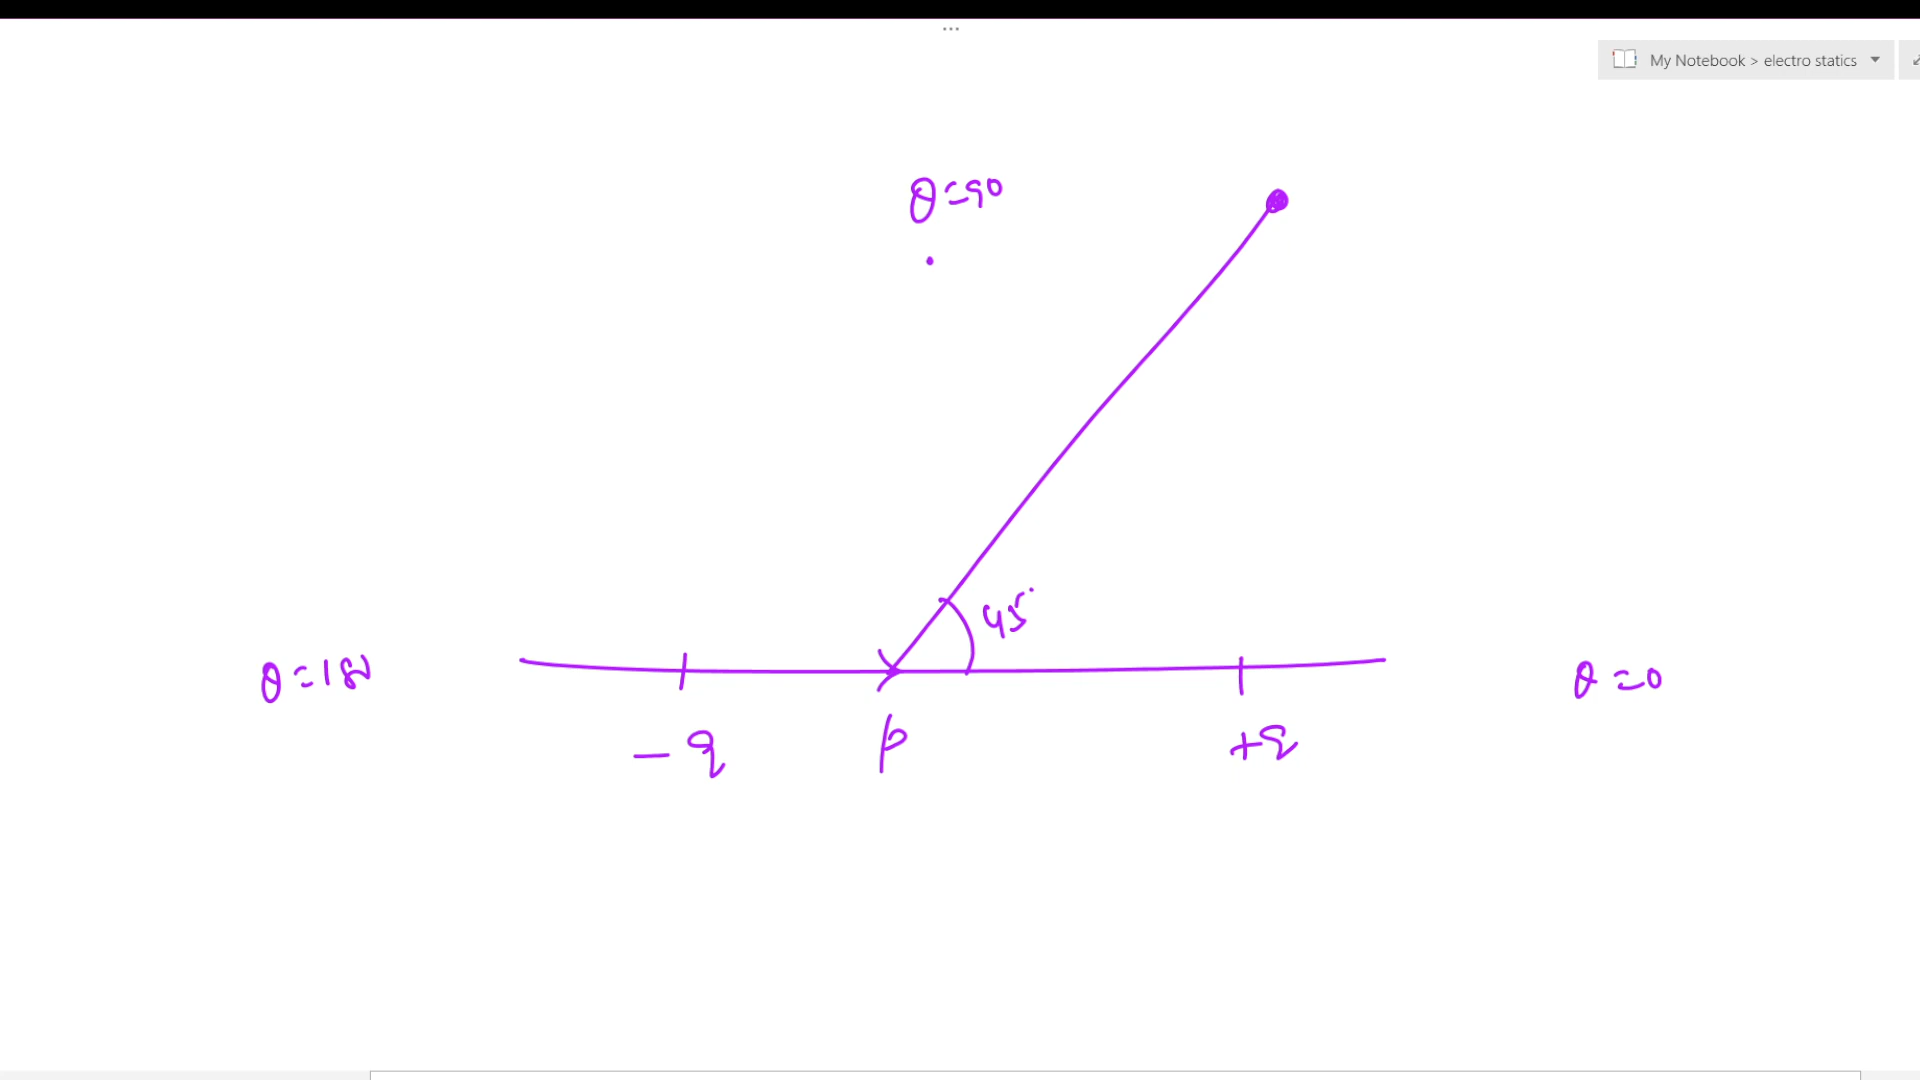 ...
My Notebook > electro statics
θ=90
45°
θ=180
θ=0
-q
p
+q